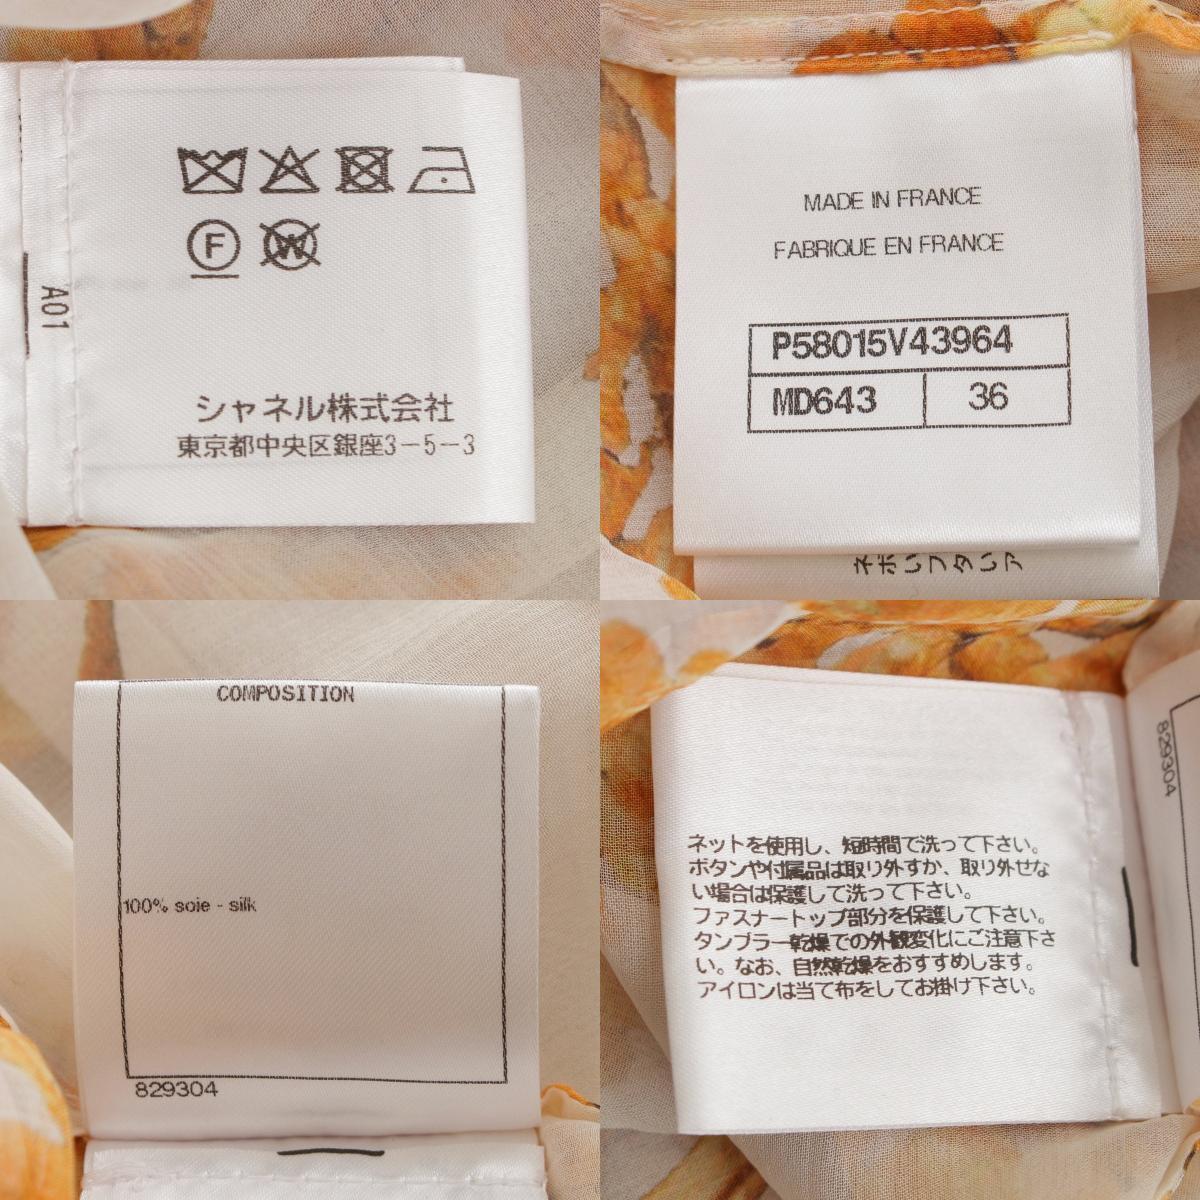 F
W
A01
シャネル株式会社
東京都中央区銀座3-5-3
MADE IN FRANCE
FABRIQUE EN FRANCE
P58015V43964
MD643 36
COMPOSITION
100% soie - silk
829304
ネットを使用し、短時間で洗って下さい。
ボタンや付属品は取り外すか、取り外せな
い場合は保護して洗って下さい。
ファスナートップ部分を保護して下さい。
タンブラー乾燥での外観変化にご注意下さ
い。なお、自然乾燥をおすすめします。
アイロンは当て布をしてお掛け下さい。
829304